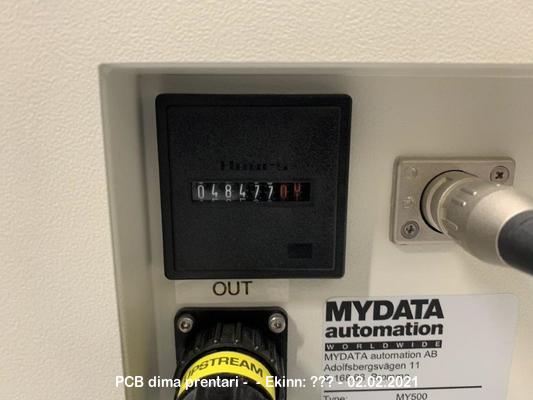 Hours
04847704
OUT
UPSTREAM
MYDATA
automation
WORLDWIDE
MYDATA automation AB
Adolfsbergsvägen 11
Type: MY500
PCB dima prentari - - Ekinn: ??? - 02.02.2021